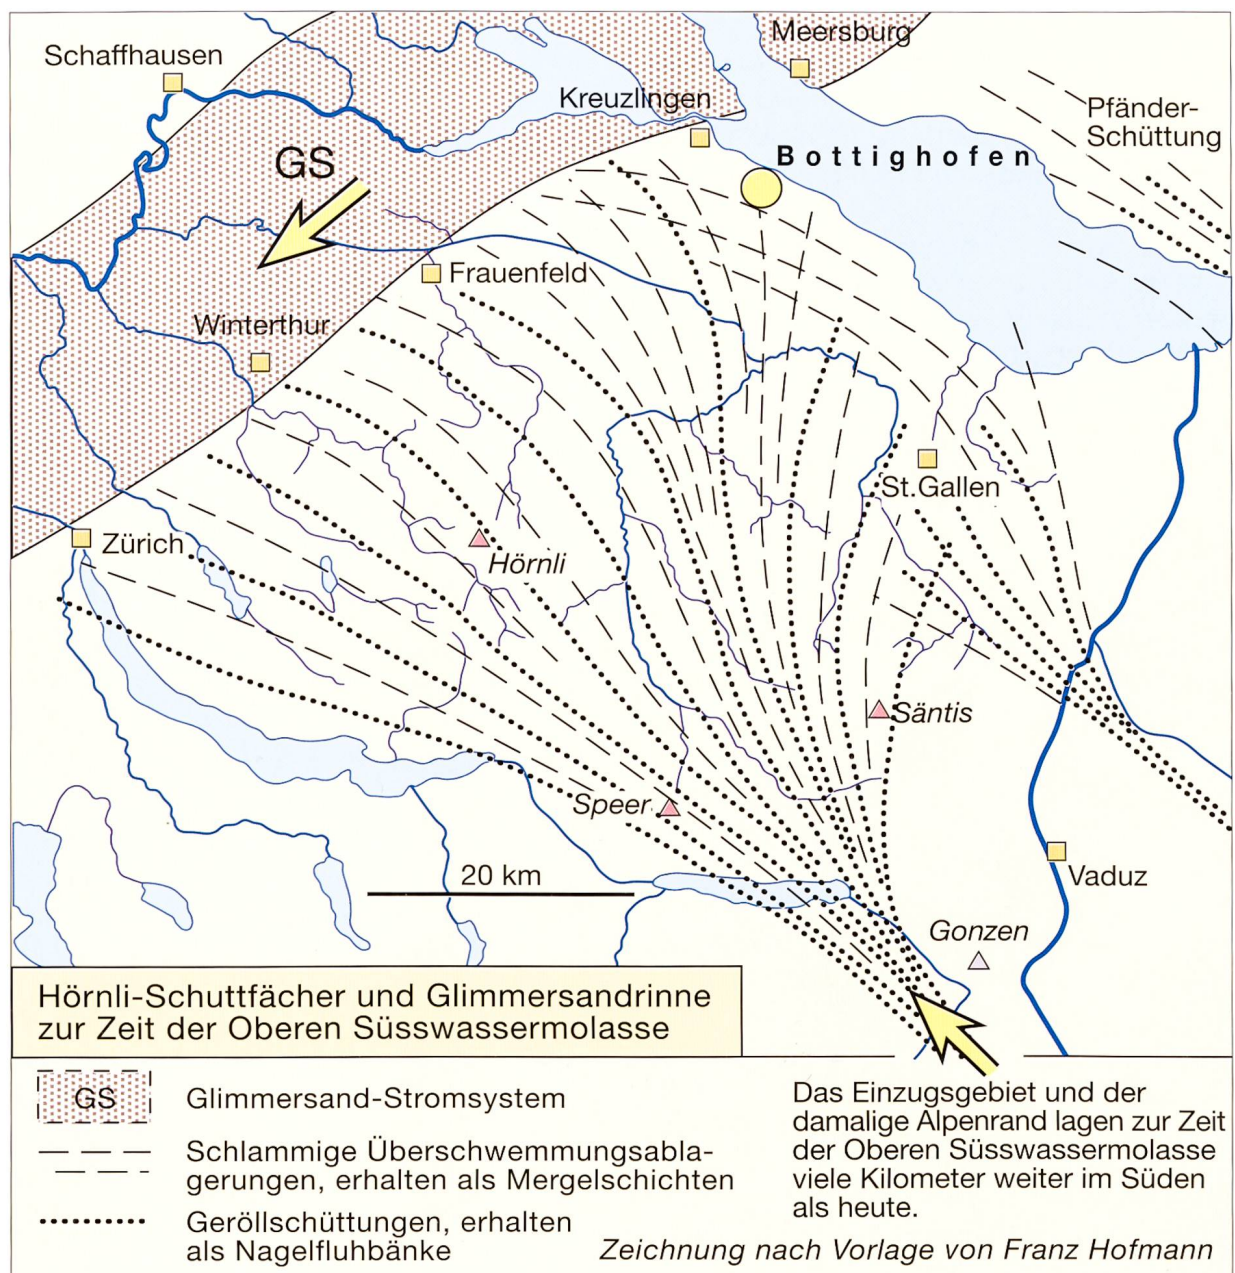 Meersburg
Schaffhausen
Kreuzlingen
Pfänder-
Schüttung
Bottighofen
GS
Frauenfeld
Winterthur
St.Gallen
Zürich
Hörnli
Säntis
Speer
20 km
Vaduz
Gonzen
Hörnli-Schuttfächer und Glimmersandrinne
zur Zeit der Oberen Süsswassermolasse
GS
Glimmersand-Stromsystem
Schlammige Überschwemmungsabla-
gerungen, erhalten als Mergelschichten
Geröllschüttungen, erhalten
als Nagelfluhbänke
Das Einzugsgebiet und der
damalige Alpenrand lagen zur Zeit
der Oberen Süsswassermolasse
viele Kilometer weiter im Süden
als heute.
Zeichnung nach Vorlage von Franz Hofmann